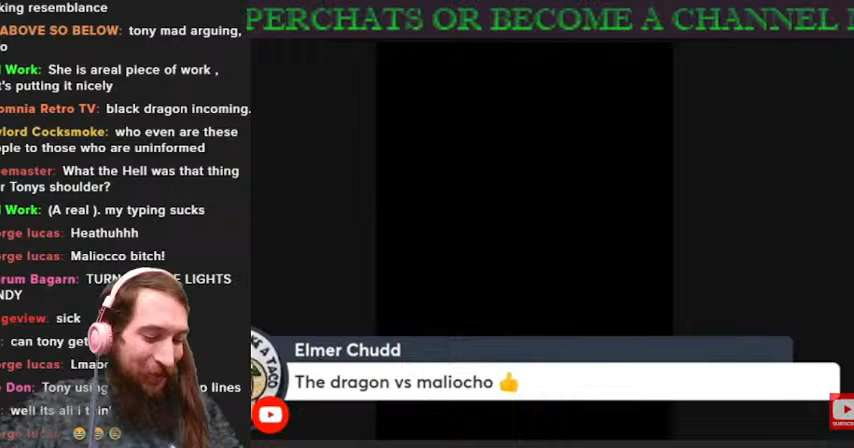 king resemblance
ABOVE SO BELOW: tony mad arguing,
o
Work: She is areal piece of work ,
t's putting it nicely
omnia Retro TV: black dragon incoming.
ylord Cocksmoke: who even are these
ple to those who are uninformed
emaster: What the Hell was that thing
r Tonys shoulder?
Work: (A real ). my typing sucks
rge lucas: Heathuhhh
rge lucas: Maliocco bitch!
rum Bagarn: TURN LIGHTS
NDY
geview: sick
: can tony get
rge lucas: Lmao
Don: Tony using p lines
: well its all i
rge lucas: 😂😂😂
PERCHATS OR BECOME A CHANNEL
Elmer Chudd
The dragon vs maliocho 👍
E A TACO